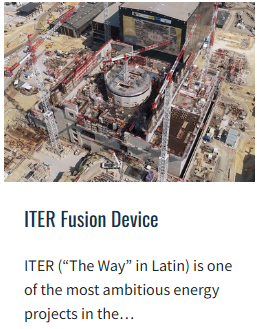 ITER Fusion Device
ITER (“The Way” in Latin) is one
of the most ambitious energy
projects in the…